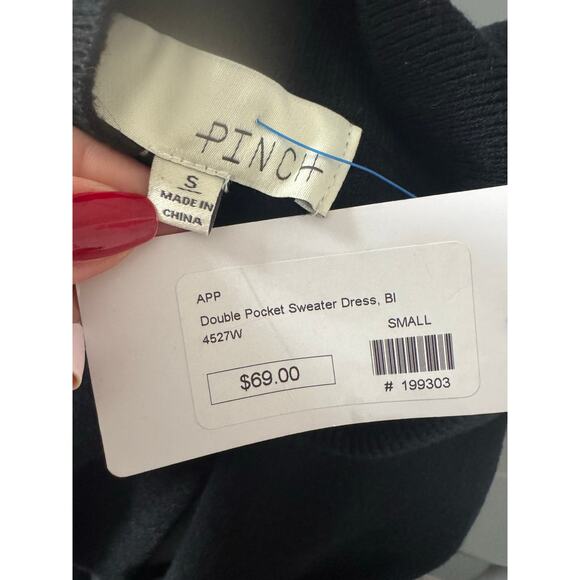 PINCH
S
MADE IN
CHINA
APP
Double Pocket Sweater Dress, Bl
4527W
SMALL
$69.00
# 199303